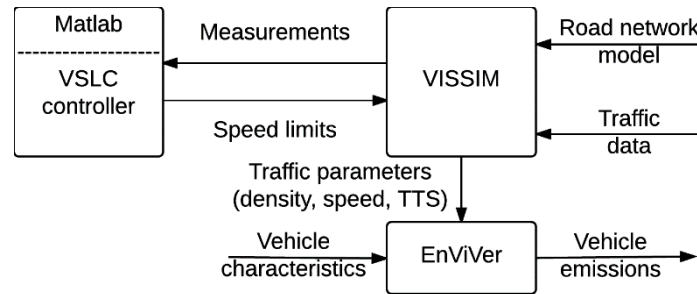 Matlab
VSLC
controller
Measurements
Speed limits
VISSIM
Road network
model
Traffic
data
Traffic parameters
(density, speed, TTS)
Vehicle
characteristics
EnViVer
Vehicle
emissions